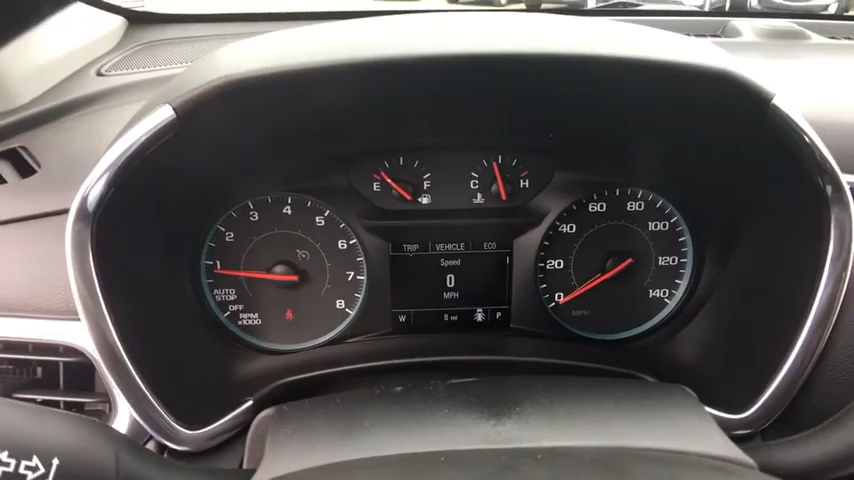 E F C H
1 2 3 4 5 6 7 8
AUTO
STOP
OFF
RPM
x1000
TRIP VEHICLE ECO
Speed
0
MPH
W 8 mi P
0 20 40 60 80 100 120 140
MPH